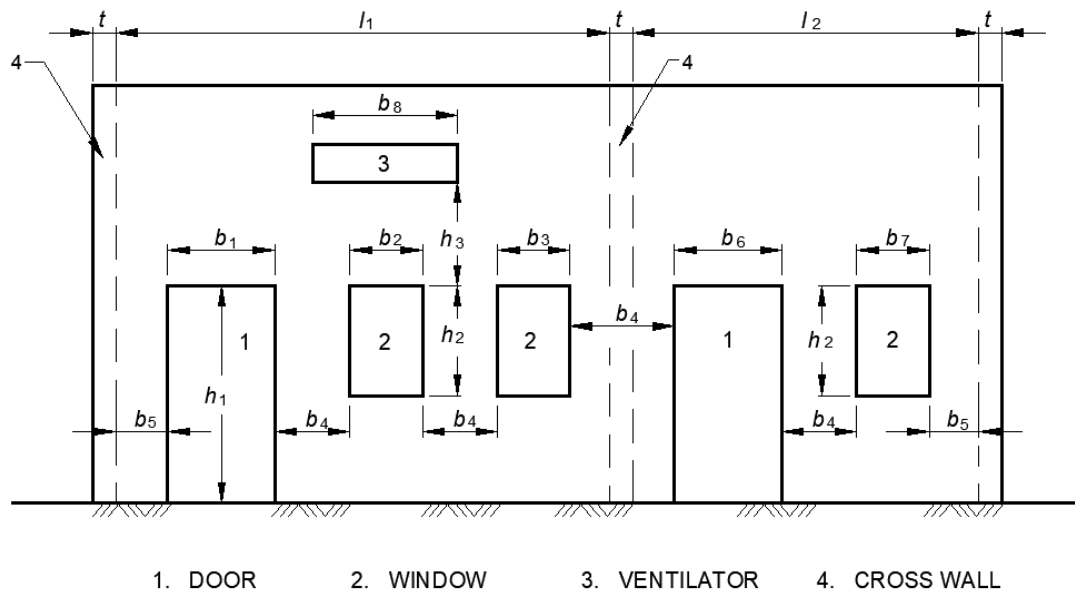 t l1 t l2 t
4 4
b8
3
b1 b2 h3 b3 b6 b7
b4
1 2 h2 2 1 h2 2
h1
b5 b4 b4 b4 b5
1. DOOR 2. WINDOW 3. VENTILATOR 4. CROSS WALL